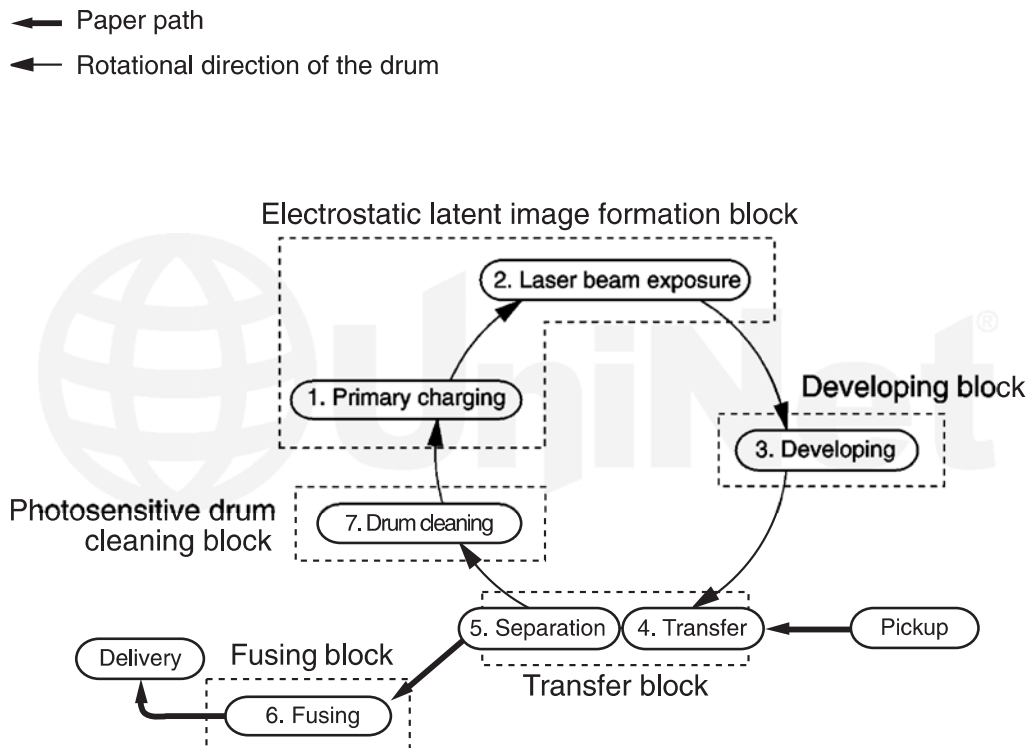 Paper path
Rotational direction of the drum
Electrostatic latent image formation block
2. Laser beam exposure
1. Primary charging
Developing block
3. Developing
UniNet®
Photosensitive drum
cleaning block
7. Drum cleaning
5. Separation
4. Transfer
Pickup
Transfer block
Delivery
Fusing block
6. Fusing